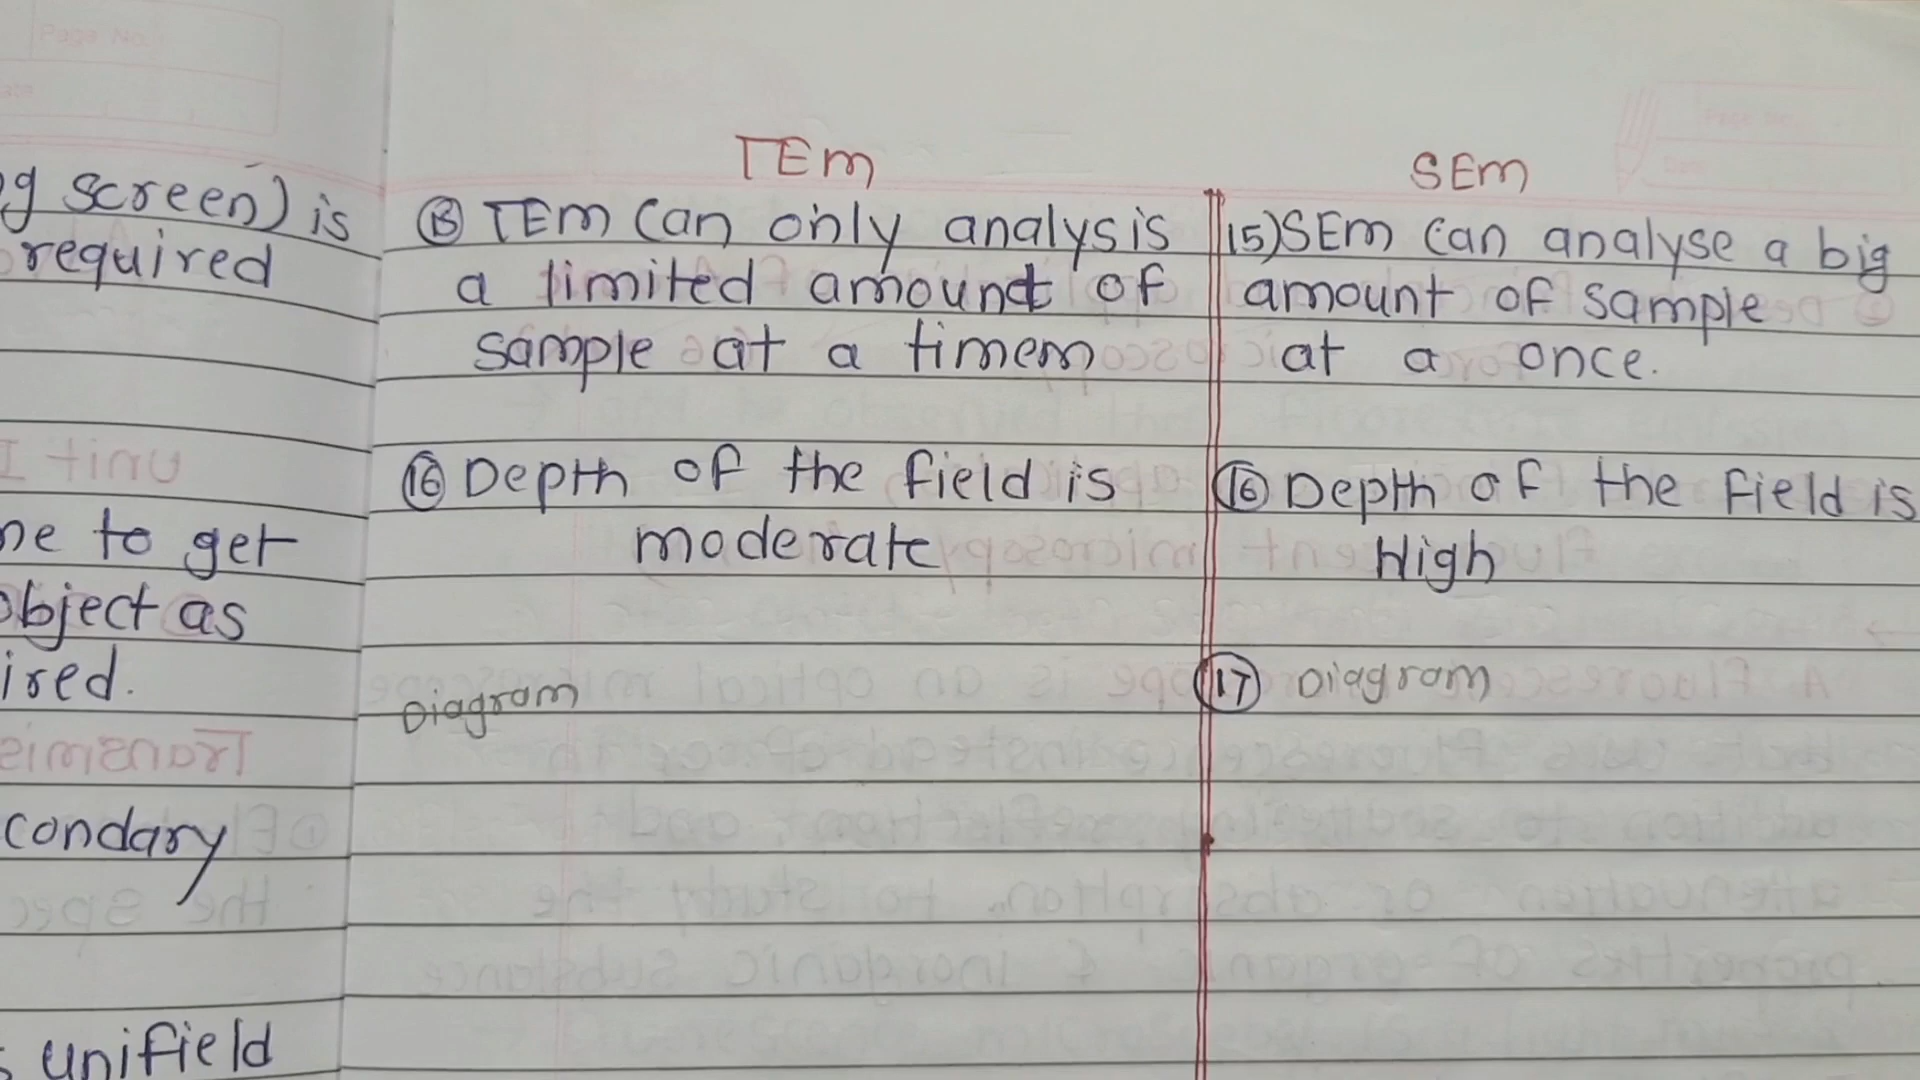 g screen) is
required
ne to get
object as
ired.
condary
unifield
TEm
⑮ TEm can only analysis
a limited amount of
sample at a timem
⑯ Depth of the field is
moderate
Diagram
SEm
15) SEm can analyse a big
amount of sample
at a once.
⑯ Depth of the field is
High
⑰ Diagram